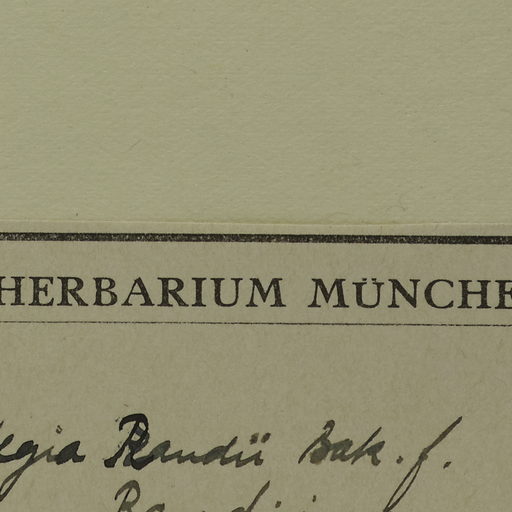 HERBARIUM MÜNCHE
egia Randii Bak. f.